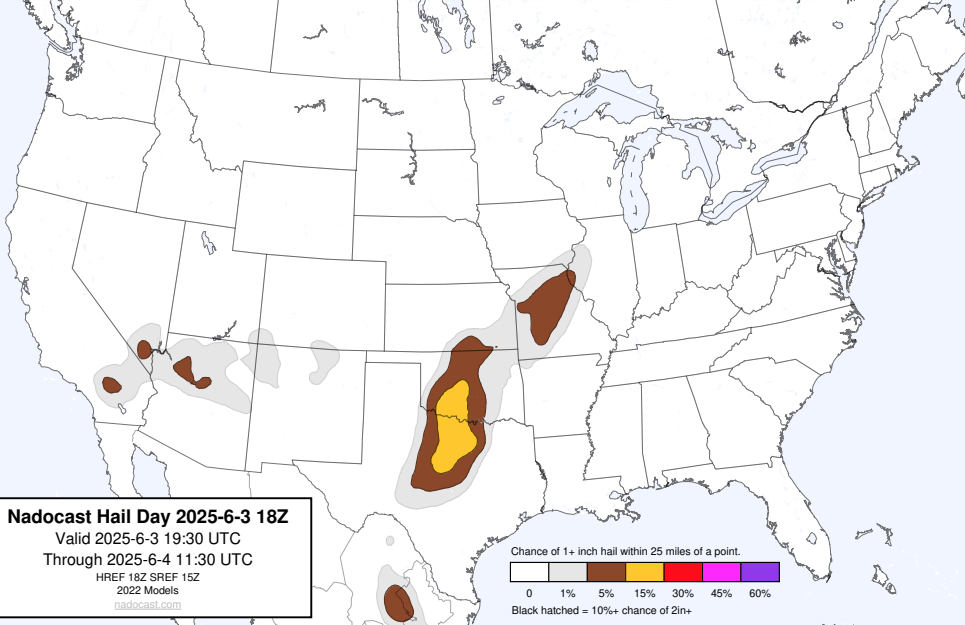 Nadocast Hail Day 2025-6-3 18Z
Valid 2025-6-3 19:30 UTC
Through 2025-6-4 11:30 UTC
HREF 18Z SREF 15Z
2022 Models
nadocast.com
Chance of 1+ inch hail within 25 miles of a point.
0 1% 5% 15% 30% 45% 60%
Black hatched = 10%+ chance of 2in+